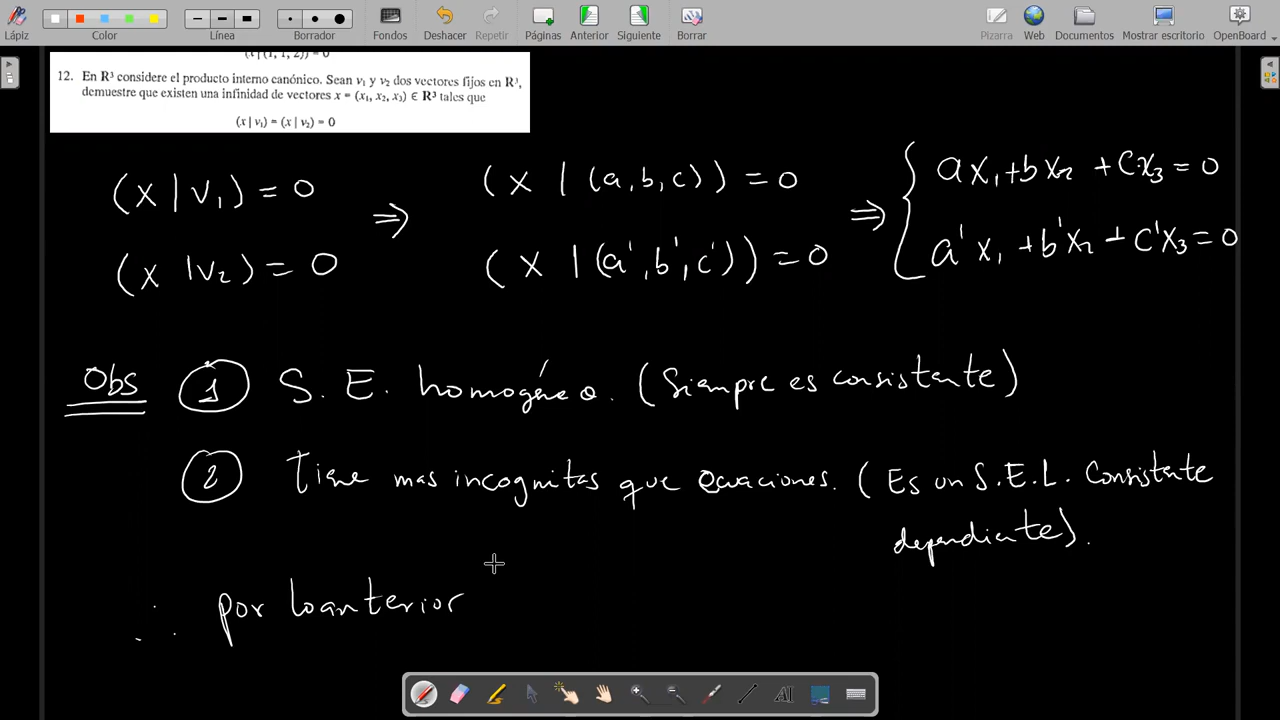 Lápiz Color Línea Borrador Fondos Deshacer Repetir Páginas Anterior Siguiente Borrar Pizarra Web Documentos Mostrar escritorio OpenBoard
12. En R³ considere el producto interno canónico. Sean v₁ y v₂ dos vectores fijos en R³,
demuestre que existen una infinidad de vectores x = (x₁, x₂, x₃) ∈ R³ tales que
(x | v₁) = (x | v₂) = 0
(x | v₁) = 0 ⇒ (x | (a, b, c)) = 0 ⇒ { ax₁ + bx₂ + cx₃ = 0
(x | v₂) = 0 (x | (a', b', c')) = 0 a'x₁ + b'x₂ + c'x₃ = 0
Obs 1 S. E. homogéneo. (Siempre es consistente)
2 Tiene mas incognitas que ecuaciones. (Es un S.E.L. Consistente
dependiente).
∴ por lo anterior
AI